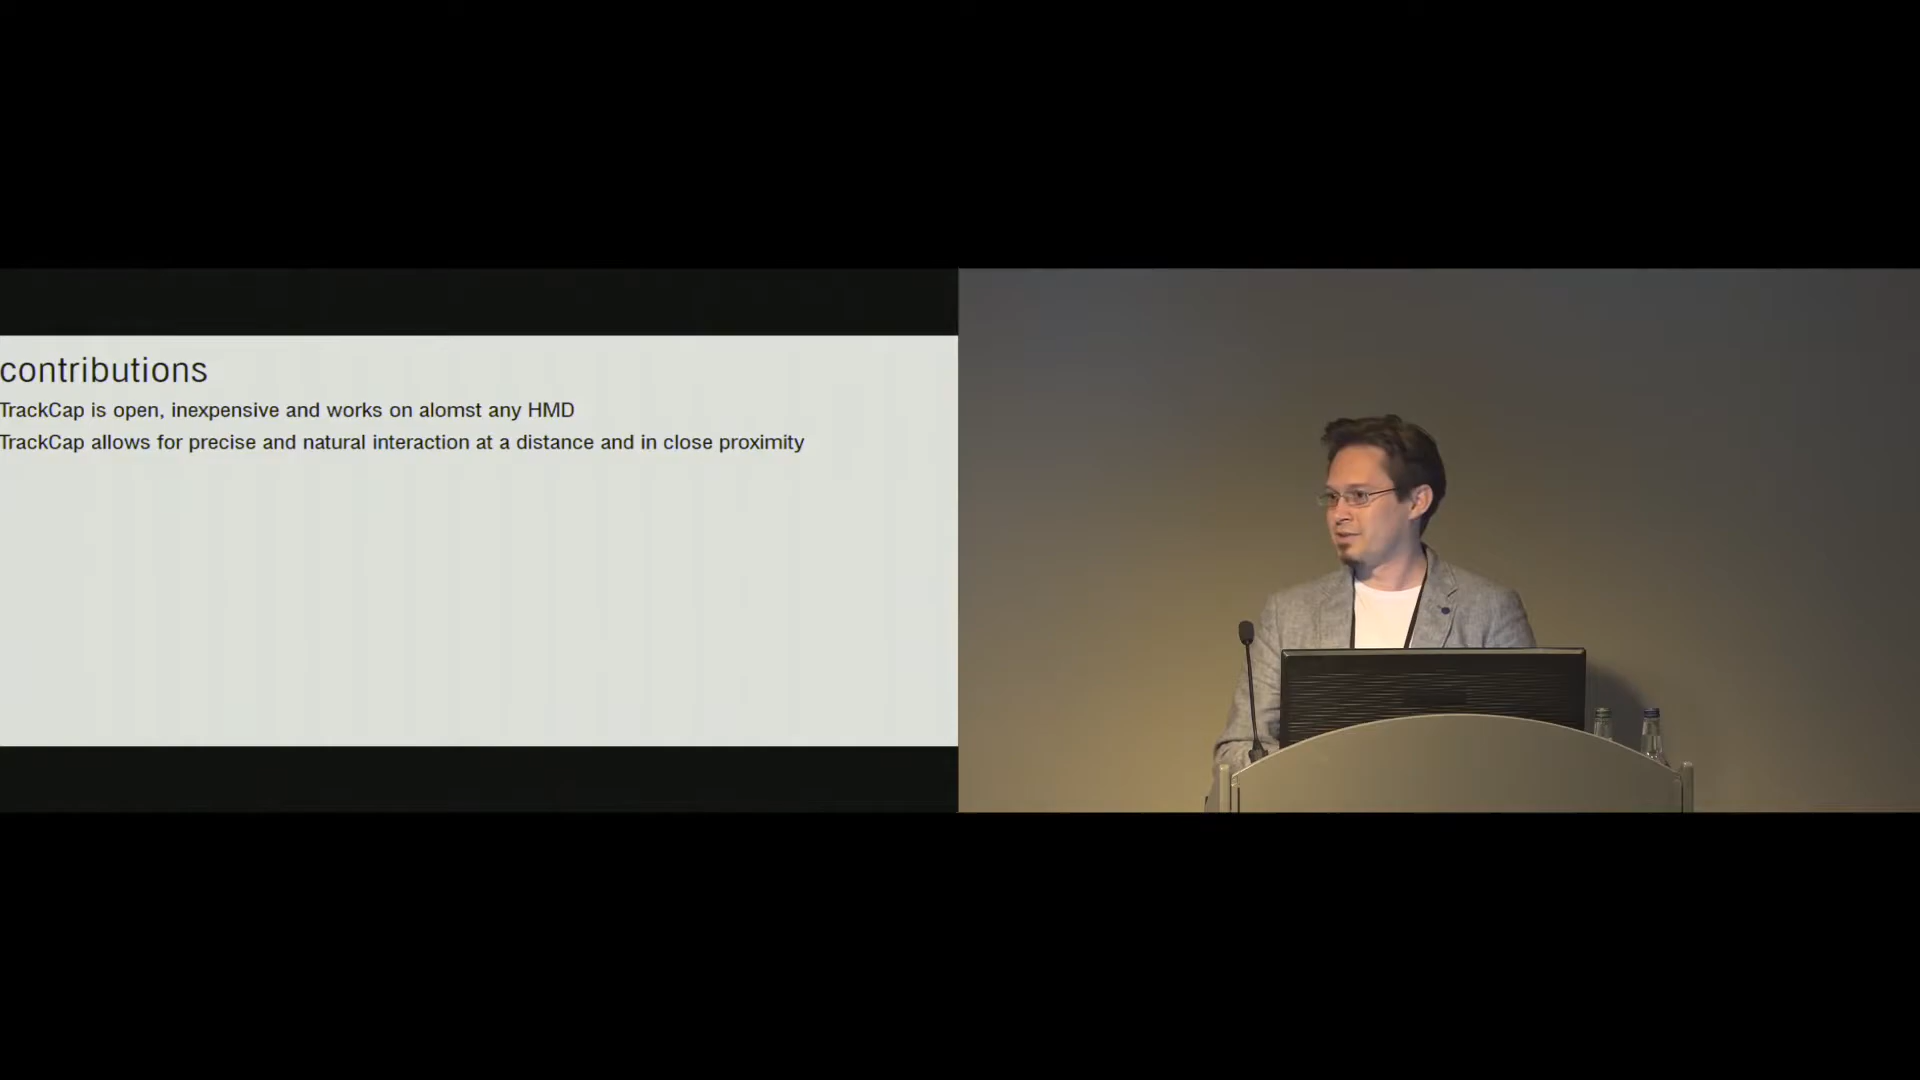 contributions
TrackCap is open, inexpensive and works on alomst any HMD
TrackCap allows for precise and natural interaction at a distance and in close proximity